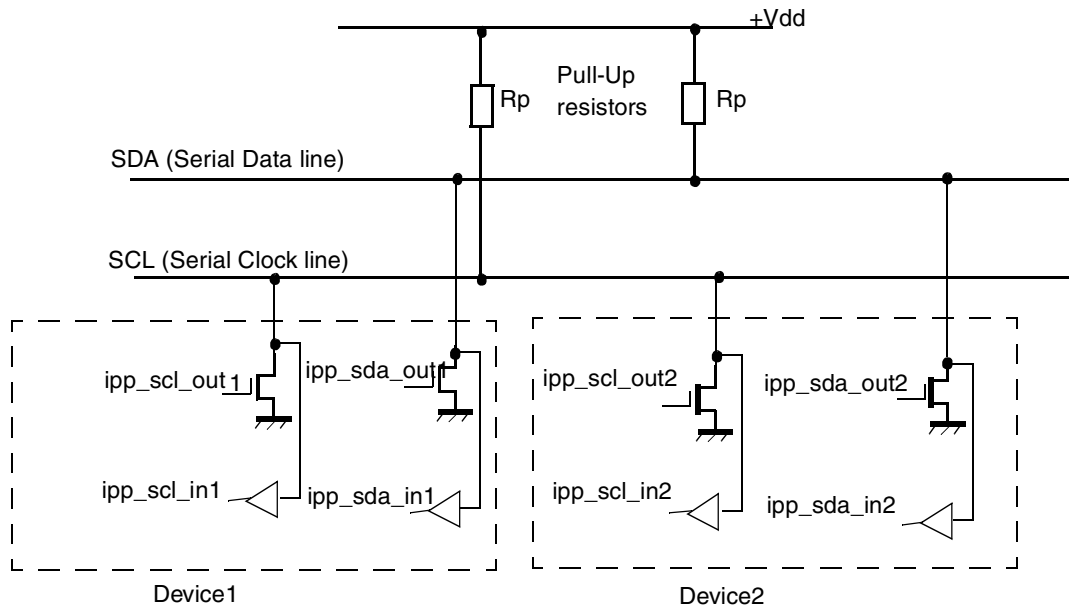 +Vdd
Pull-Up
resistors
Rp
Rp
SDA (Serial Data line)
SCL (Serial Clock line)
ipp_scl_out1
ipp_sda_out1
ipp_scl_out2
ipp_sda_out2
ipp_scl_in1
ipp_sda_in1
ipp_scl_in2
ipp_sda_in2
Device1
Device2